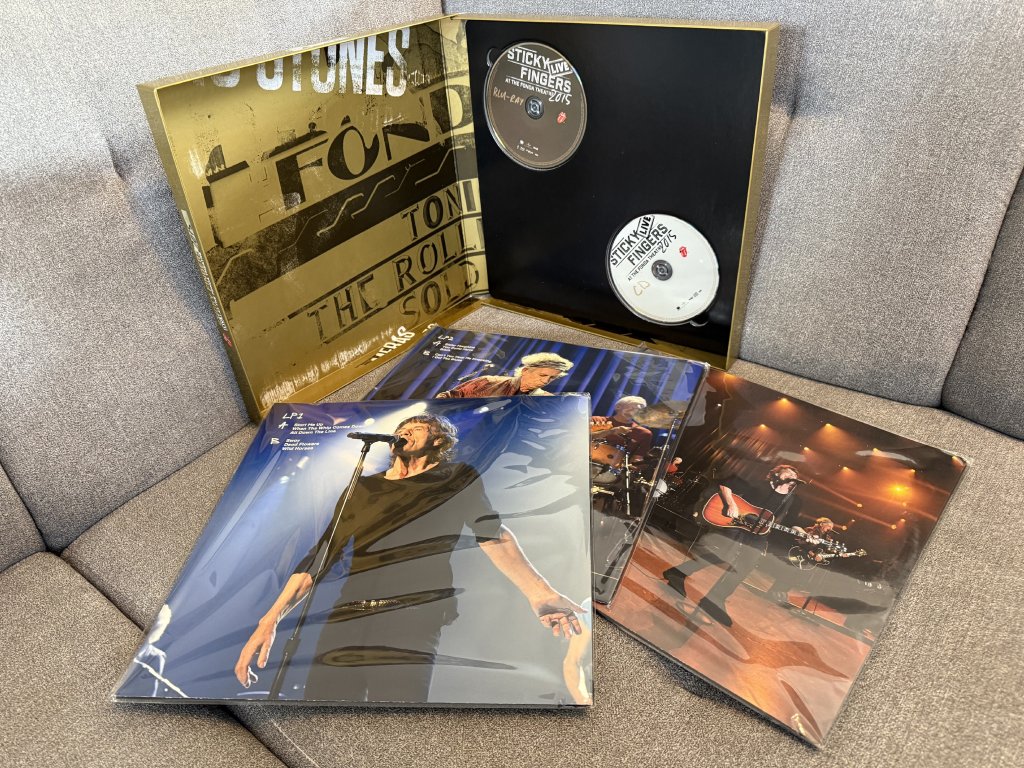 STONES
FOND
TONI
THE ROLL
SOLD
STICKY
LIVE
FINGERS
AT THE FONDA THEATRE
2015
BLU-RAY
STICKY
LIVE
FINGERS
AT THE FONDA THEATRE
2015
CD
LP2
LP1
A
Start Me Up
When The Whip Comes Down
All Down The Line
B
Sway
Dead Flowers
Wild Horses